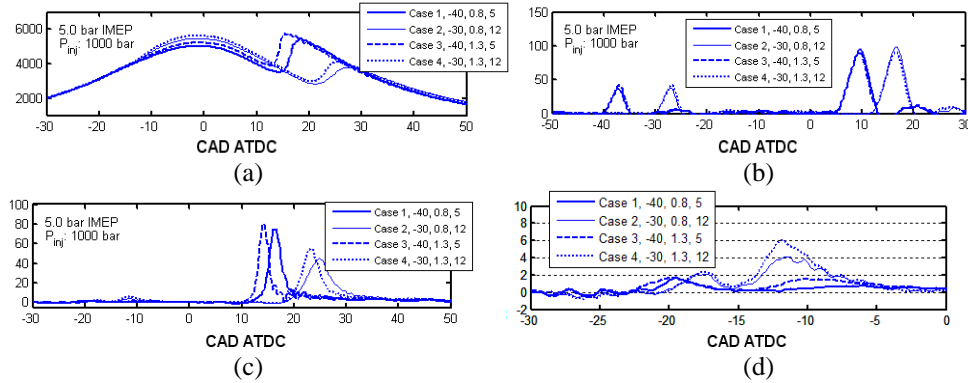 5.0 bar IMEP
Pinj: 1000 bar
Case 1, -40, 0.8, 5
Case 2, -30, 0.8, 12
Case 3, -40, 1.3, 5
Case 4, -30, 1.3, 12
6000
4000
2000
-30 -20 -10 0 10 20 30 40 50
CAD ATDC
(a)
150
100
50
0
Case 1, -40, 0.8, 5
Case 2, -30, 0.8, 12
Case 3, -40, 1.3, 5
Case 4, -30, 1.3, 12
-50 -40 -30 -20 -10 0 10 20 30
CAD ATDC
(b)
100
80
60
40
20
0
5.0 bar IMEP
Pinj: 1000 bar
Case 1, -40, 0.8, 5
Case 2, -30, 0.8, 12
Case 3, -40, 1.3, 5
Case 4, -30, 1.3, 12
-30 -20 -10 0 10 20 30 40 50
CAD ATDC
(c)
10
8
6
4
2
0
-2
Case 1, -40, 0.8, 5
Case 2, -30, 0.8, 12
Case 3, -40, 1.3, 5
Case 4, -30, 1.3, 12
-30 -25 -20 -15 -10 -5 0
CAD ATDC
(d)